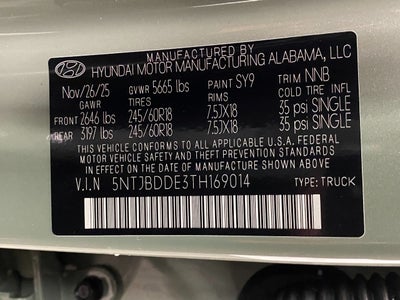 MANUFACTURED BY
HYUNDAI MOTOR MANUFACTURING ALABAMA, LLC
Nov/26/25 GVWR 5665 lbs PAINT SY9 TRIM NNB
GAWR TIRES RIMS COLD TIRE INFL
FRONT 2646 lbs 245/60R18 7.5JX18 35 psi SINGLE
REAR 3197 lbs 245/60R18 7.5JX18 35 psi SINGLE
THIS VEHICLE CONFORMS TO ALL APPLICABLE FEDERAL
MOTOR VEHICLE SAFETY AND THEFT PREVENTION STANDARDS
IN EFFECT ON THE DATE OF MANUFACTURE SHOWN ABOVE.
V.I.N 5NTJBDDE3TH169014 TYPE: TRUCK